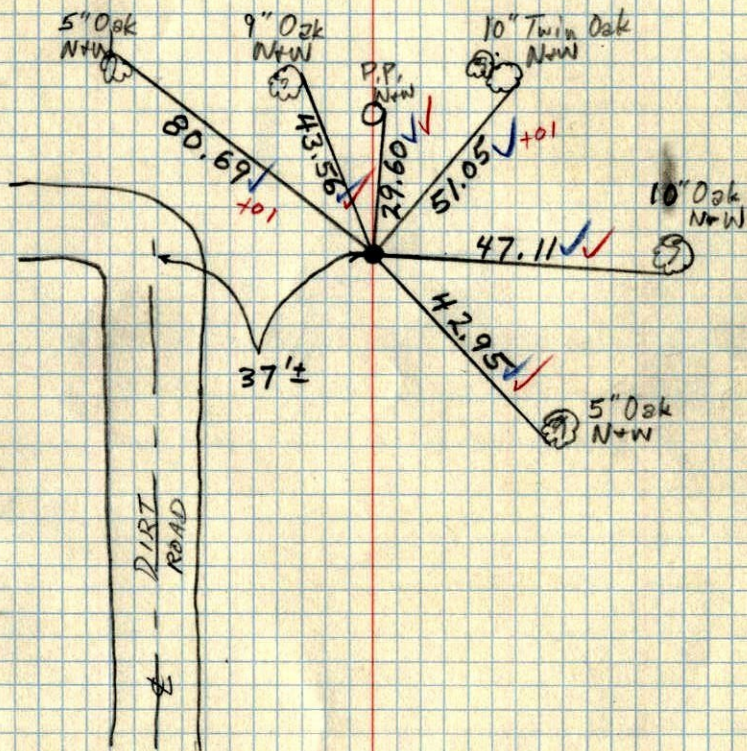 5" Oak
N+W
9" Oak
N+W
P.P.
N+W
10" Twin Oak
N+W
80.69 ✓
+01
43.56 ✓✓
29.60 ✓✓
51.05 ✓ +01
10" Oak
N+W
47.11 ✓✓
42.95 ✓✓
37'±
5" Oak
N+W
DIRT
ROAD
℄